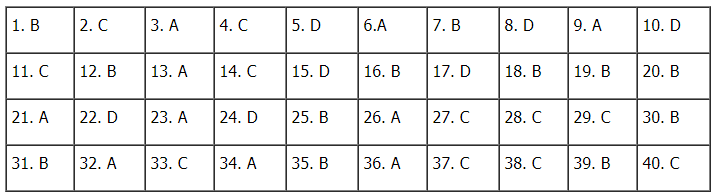 1. B 2. C 3. A 4. C 5. D 6.A 7. B 8. D 9. A 10. D
11. C 12. B 13. A 14. C 15. D 16. B 17. D 18. B 19. B 20. B
21. A 22. D 23. A 24. D 25. B 26. A 27. C 28. C 29. C 30. B
31. B 32. A 33. C 34. A 35. B 36. A 37. C 38. C 39. B 40. C